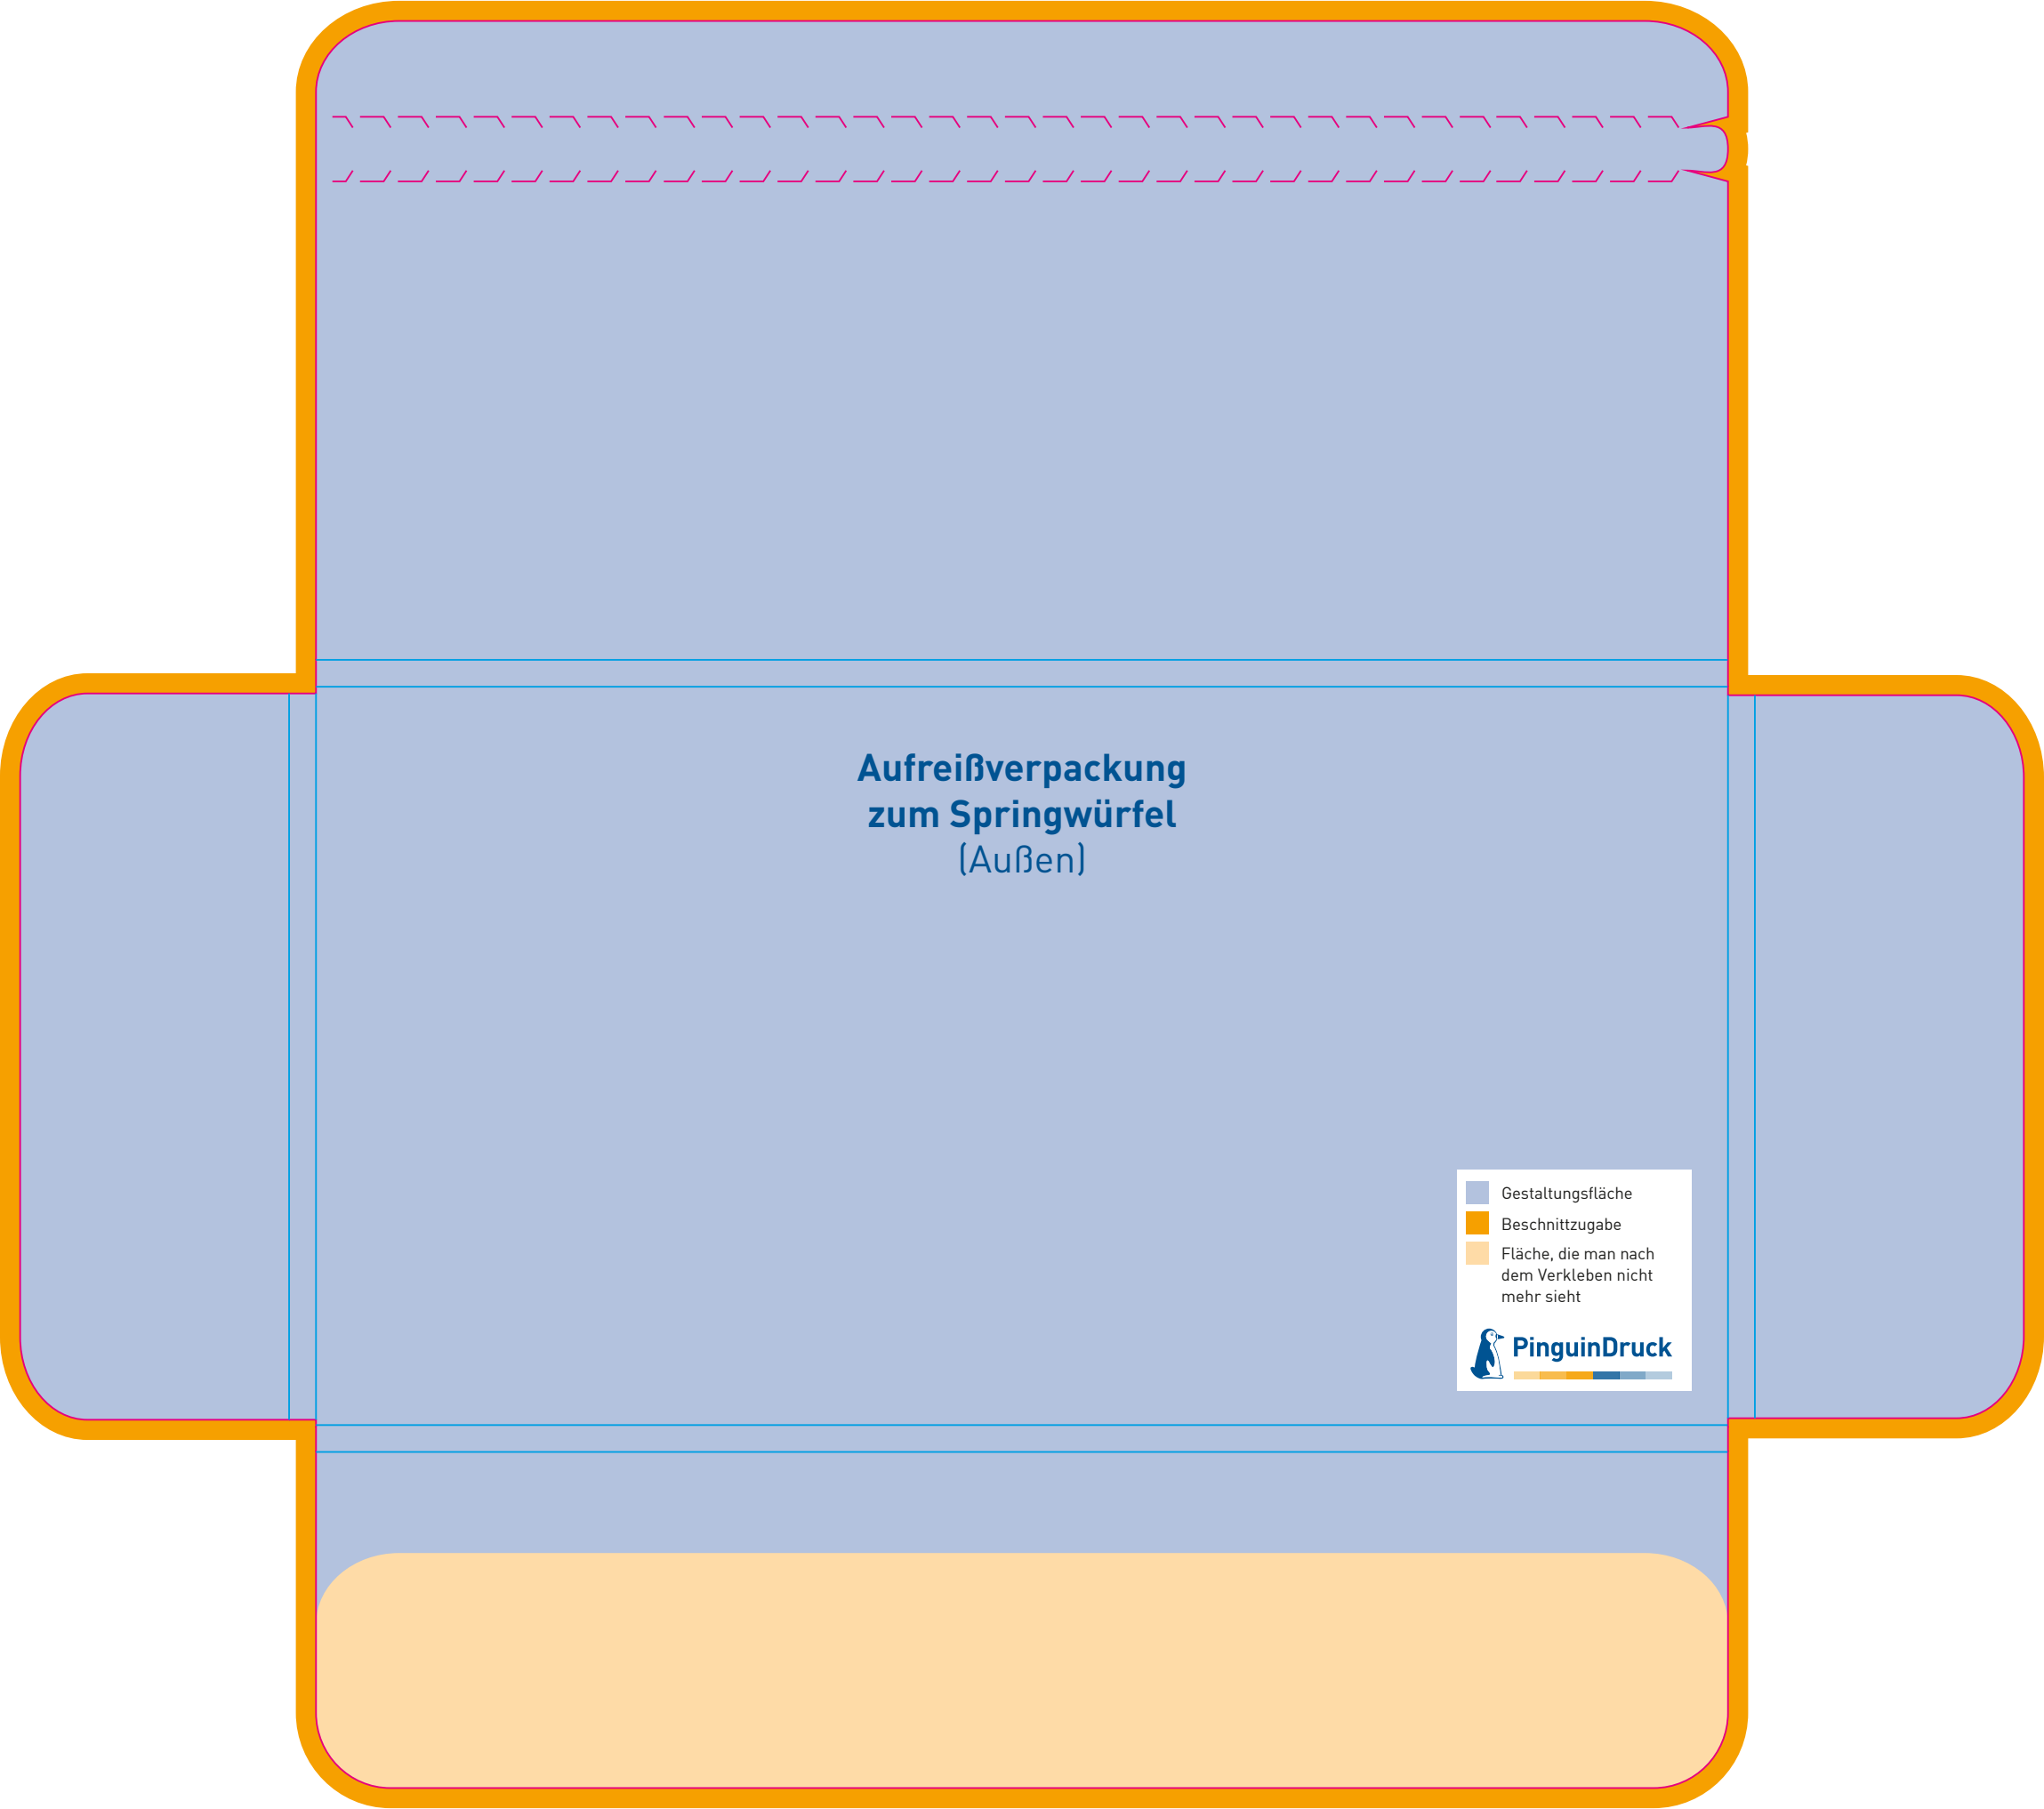 Aufreißverpackung
zum Springwürfel
(Außen)
Gestaltungsfläche
Beschnittzugabe
Fläche, die man nach
dem Verkleben nicht
mehr sieht
PinguinDruck